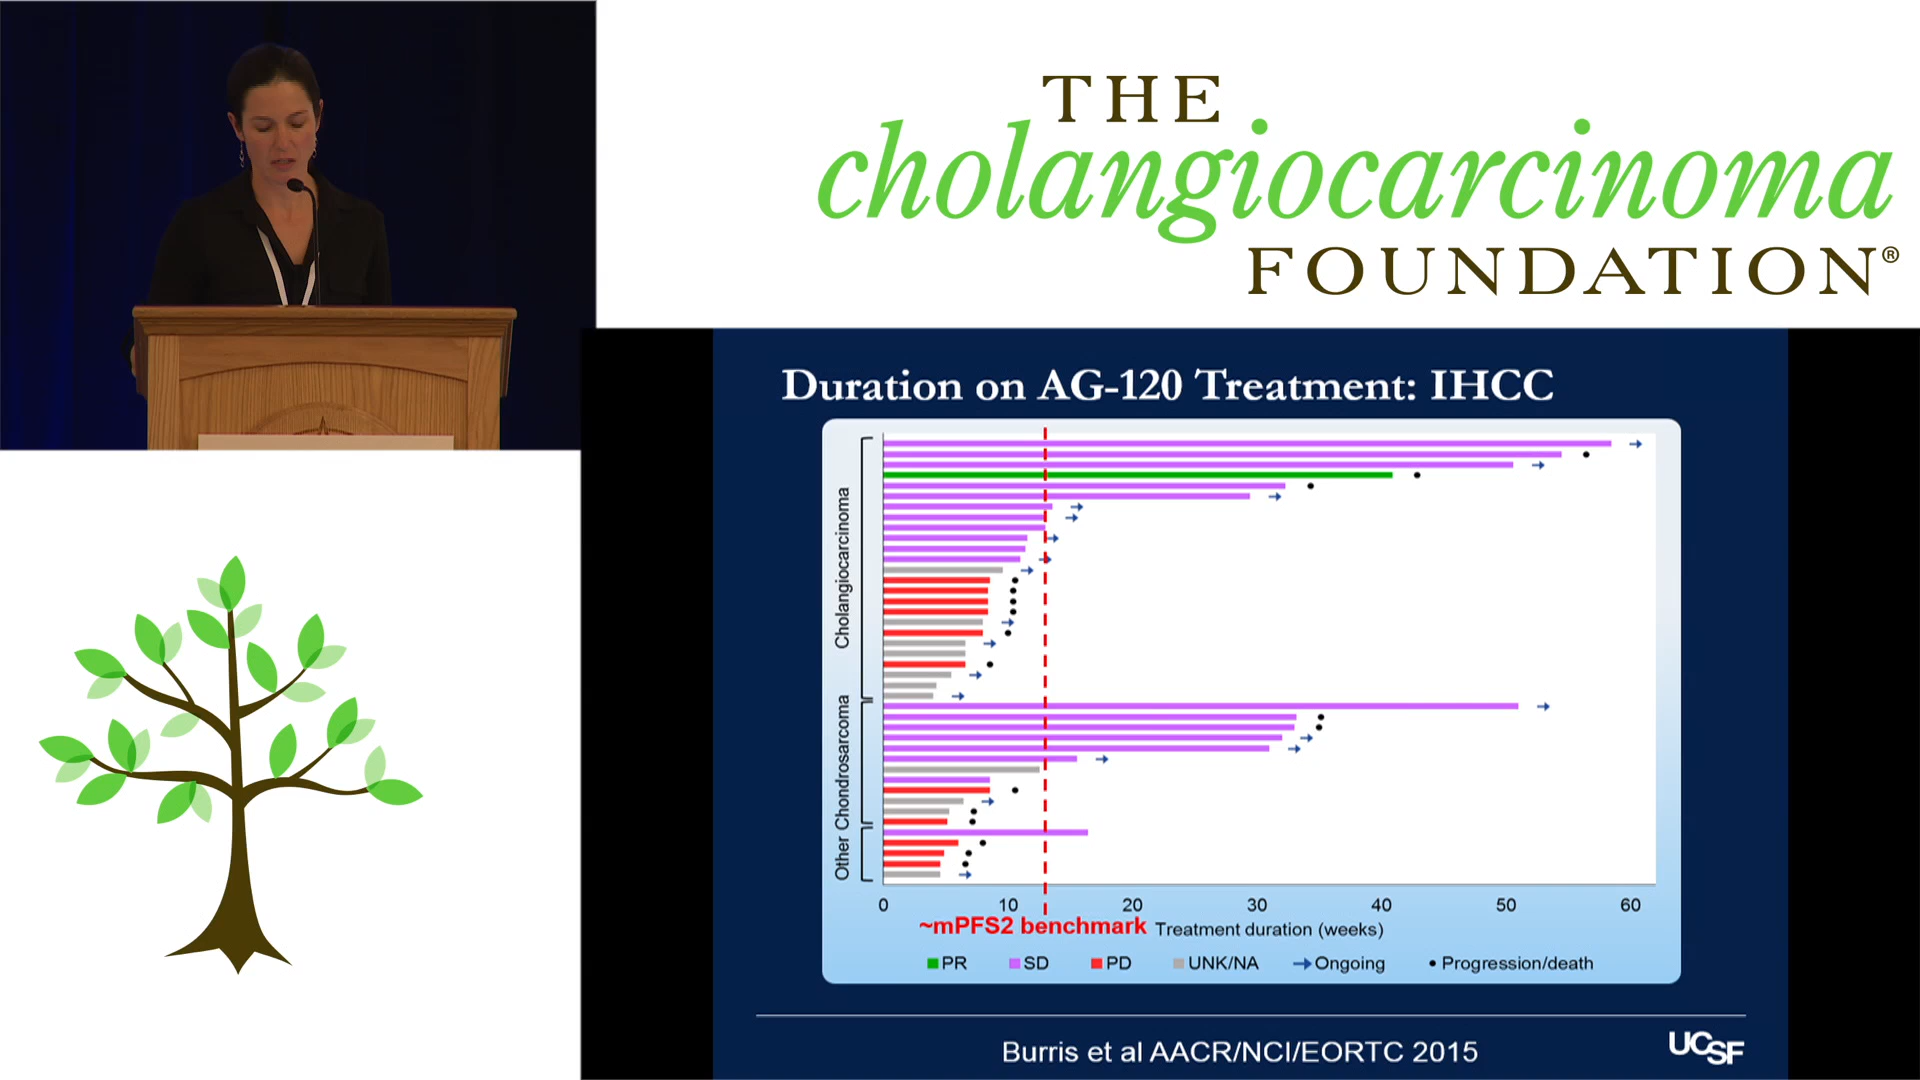 THE
cholangiocarcinoma
FOUNDATION®
Duration on AG-120 Treatment: IHCC
Cholangiocarcinoma
Chondrosarcoma
Other
0 10 20 30 40 50 60
~mPFS2 benchmark
Treatment duration (weeks)
PR SD PD UNK/NA Ongoing Progression/death
Burris et al AACR/NCI/EORTC 2015
UCSF